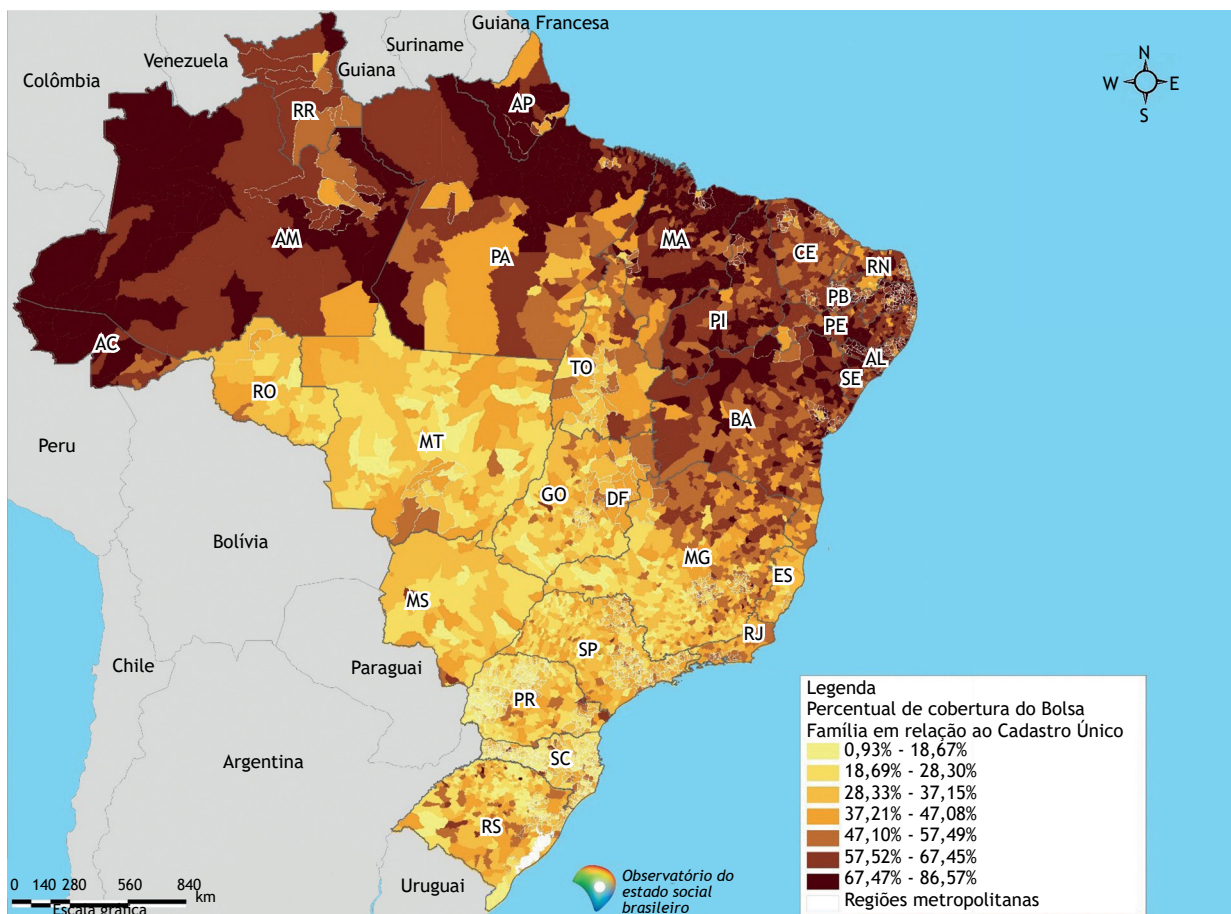 Guiana Francesa
Suriname
Venezuela
Guiana
Colômbia
N
W E
S
RR
AP
AM
PA
MA
CE
RN
PB
PI
PE
AC
AL
TO
SE
RO
BA
Peru
MT
GO
DF
Bolívia
MG
ES
MS
RJ
SP
Chile
Paraguai
PR
Argentina
SC
RS
Uruguai
Legenda
Percentual de cobertura do Bolsa
Família em relação ao Cadastro Único
0,93% - 18,67%
18,69% - 28,30%
28,33% - 37,15%
37,21% - 47,08%
47,10% - 57,49%
57,52% - 67,45%
67,47% - 86,57%
Regiões metropolitanas
0 140 280 560 840
km
Escala gráfica
Observatório do
estado social
brasileiro